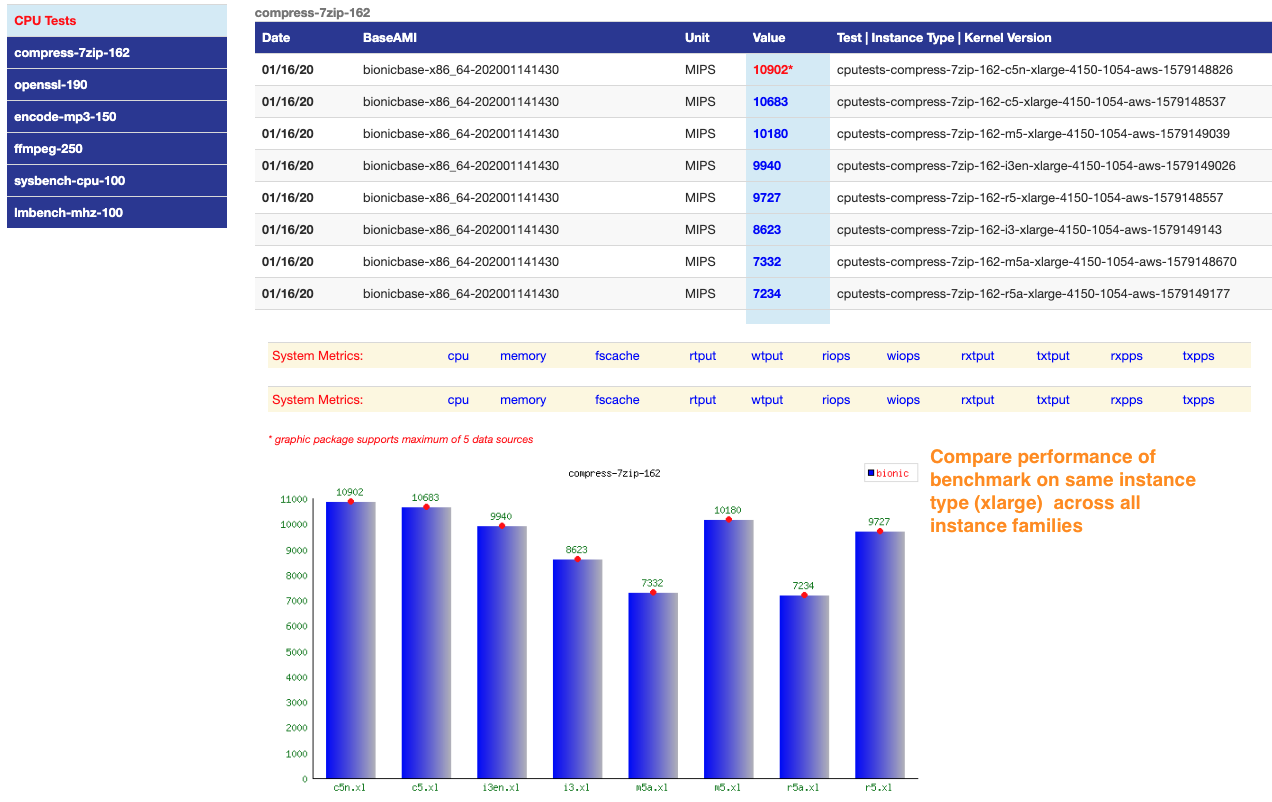 CPU Tests
compress-7zip-162
openssl-190
encode-mp3-150
ffmpeg-250
sysbench-cpu-100
lmbench-mhz-100
compress-7zip-162
Date BaseAMI Unit Value Test | Instance Type | Kernel Version
01/16/20 bionicbase-x86_64-202001141430 MIPS 10902* cputests-compress-7zip-162-c5n-xlarge-4150-1054-aws-1579148826
01/16/20 bionicbase-x86_64-202001141430 MIPS 10683 cputests-compress-7zip-162-c5-xlarge-4150-1054-aws-1579148537
01/16/20 bionicbase-x86_64-202001141430 MIPS 10180 cputests-compress-7zip-162-m5-xlarge-4150-1054-aws-1579149039
01/16/20 bionicbase-x86_64-202001141430 MIPS 9940 cputests-compress-7zip-162-i3en-xlarge-4150-1054-aws-1579149026
01/16/20 bionicbase-x86_64-202001141430 MIPS 9727 cputests-compress-7zip-162-r5-xlarge-4150-1054-aws-1579148557
01/16/20 bionicbase-x86_64-202001141430 MIPS 8623 cputests-compress-7zip-162-i3-xlarge-4150-1054-aws-1579149143
01/16/20 bionicbase-x86_64-202001141430 MIPS 7332 cputests-compress-7zip-162-m5a-xlarge-4150-1054-aws-1579148670
01/16/20 bionicbase-x86_64-202001141430 MIPS 7234 cputests-compress-7zip-162-r5a-xlarge-4150-1054-aws-1579149177
System Metrics: cpu memory fscache rtput wtput riops wiops rxtput txtput rxpps txpps
System Metrics: cpu memory fscache rtput wtput riops wiops rxtput txtput rxpps txpps
* graphic package supports maximum of 5 data sources
compress-7zip-162
bionic
Compare performance of
benchmark on same instance
type (xlarge) across all
instance families
11000
10000
9000
8000
7000
6000
5000
4000
3000
2000
1000
0
10902 10683 9940 8623 7332 10180 7234 9727
c5n.xl c5.xl i3en.xl i3.xl m5a.xl m5.xl r5a.xl r5.xl